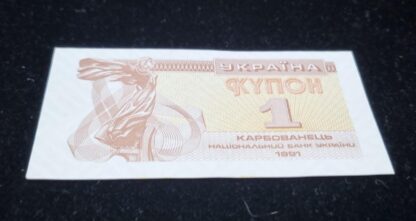 УКРАЇНА
КУПОН
1
КАРБОВАНЕЦЬ
НАЦІОНАЛЬНИЙ БАНК УКРАЇНИ
1991